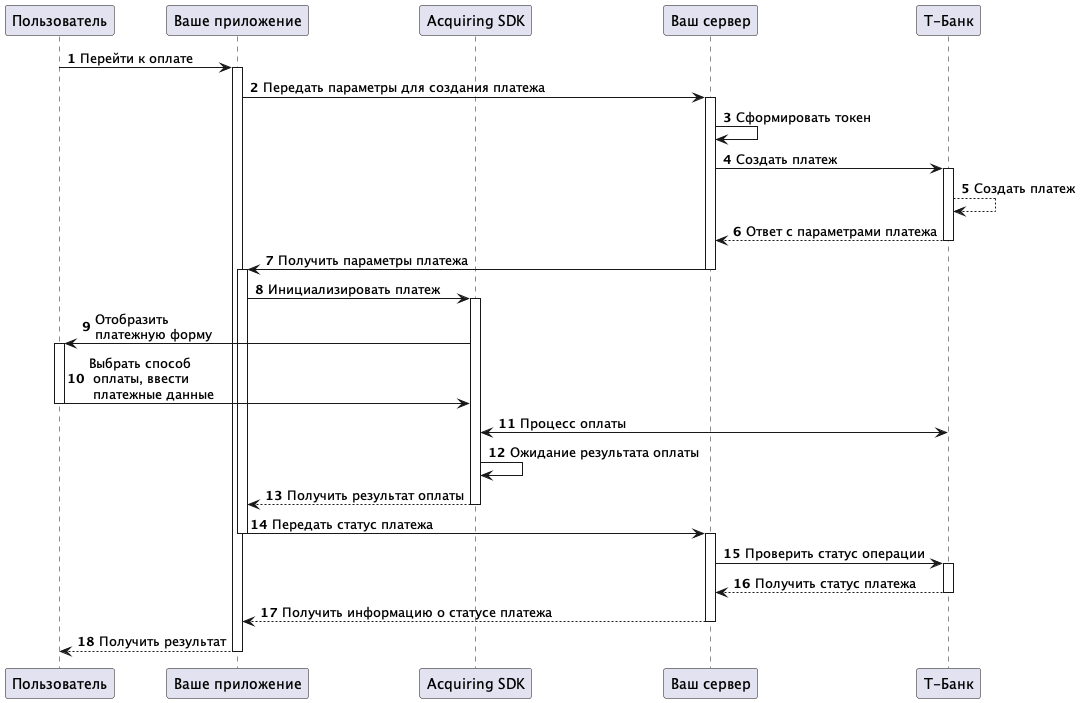 Пользователь
Ваше приложение
Acquiring SDK
Ваш сервер
Т-Банк
1 Перейти к оплате
2 Передать параметры для создания платежа
3 Сформировать токен
4 Создать платеж
5 Создать платеж
6 Ответ с параметрами платежа
7 Получить параметры платежа
8 Инициализировать платеж
9 Отобразить
платежную форму
10 Выбрать способ
оплаты, ввести
платежные данные
11 Процесс оплаты
12 Ожидание результата оплаты
13 Получить результат оплаты
14 Передать статус платежа
15 Проверить статус операции
16 Получить статус платежа
17 Получить информацию о статусе платежа
18 Получить результат
Пользователь
Ваше приложение
Acquiring SDK
Ваш сервер
Т-Банк